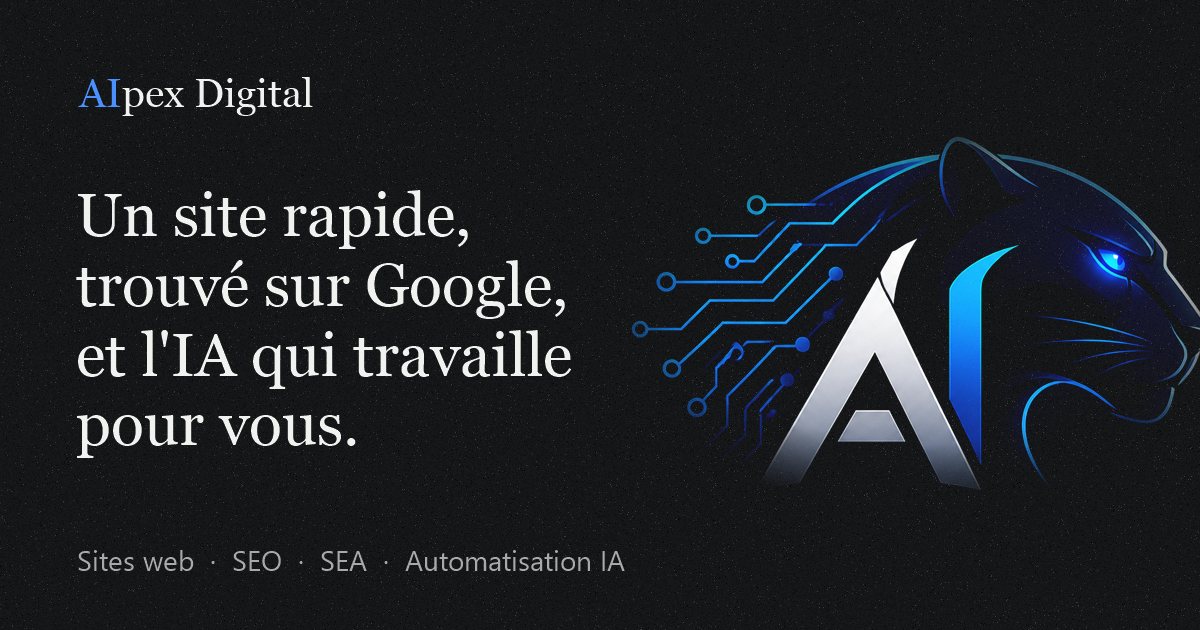 AIpex Digital
Un site rapide,
trouvé sur Google,
et l'IA qui travaille
pour vous.
AI
Sites web · SEO · SEA · Automatisation IA